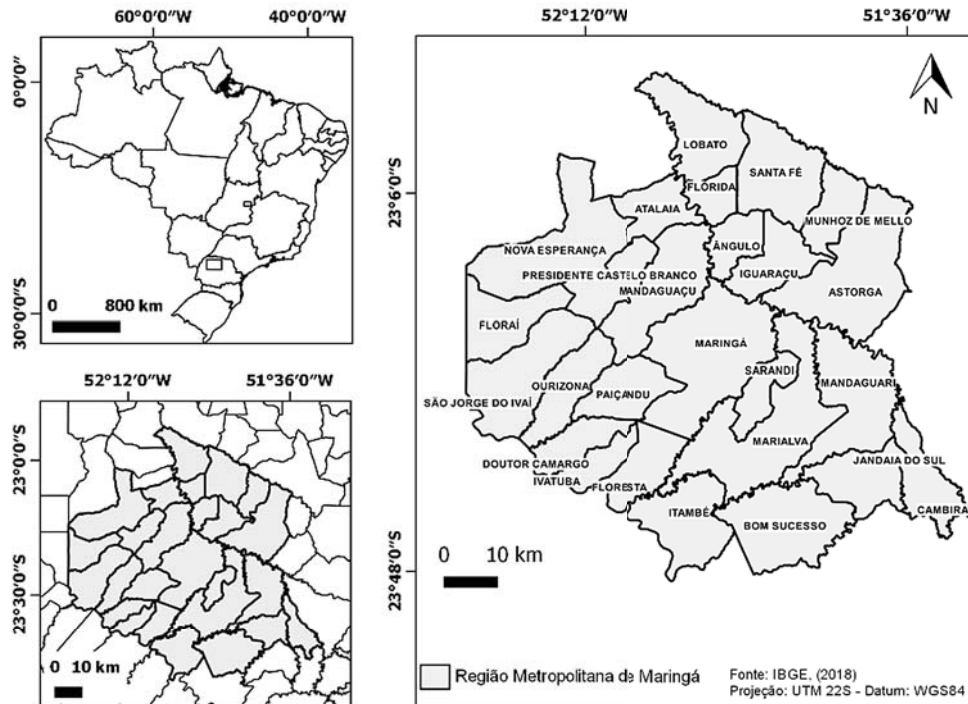 60°0'0"W 40°0'0"W
0°0'0"
30°0'0"S
0 800 km
52°12'0"W 51°36'0"W
23°0'0"S
23°30'0"S
0 10 km
52°12'0"W 51°36'0"W
23°6'0"S
23°48'0"S
N
LOBATO
SANTA FÉ
FLÓRIDA
ATALAIA
MUNHOZ DE MELLO
NOVA ESPERANÇA
ÂNGULO
PRESIDENTE CASTELO BRANCO
IGUARAÇU
MANDAGUAÇU
ASTORGA
FLORAÍ
MARINGÁ
SARANDI
MANDAGUARI
OURIZONA
PAIÇANDU
SÃO JORGE DO IVAÍ
MARIALVA
DOUTOR CAMARGO
JANDAIA DO SUL
IVATUBA
FLORESTA
ITAMBÉ
CAMBIRA
BOM SUCESSO
0 10 km
Região Metropolitana de Maringá
Fonte: IBGE, (2018)
Projeção: UTM 22S - Datum: WGS84